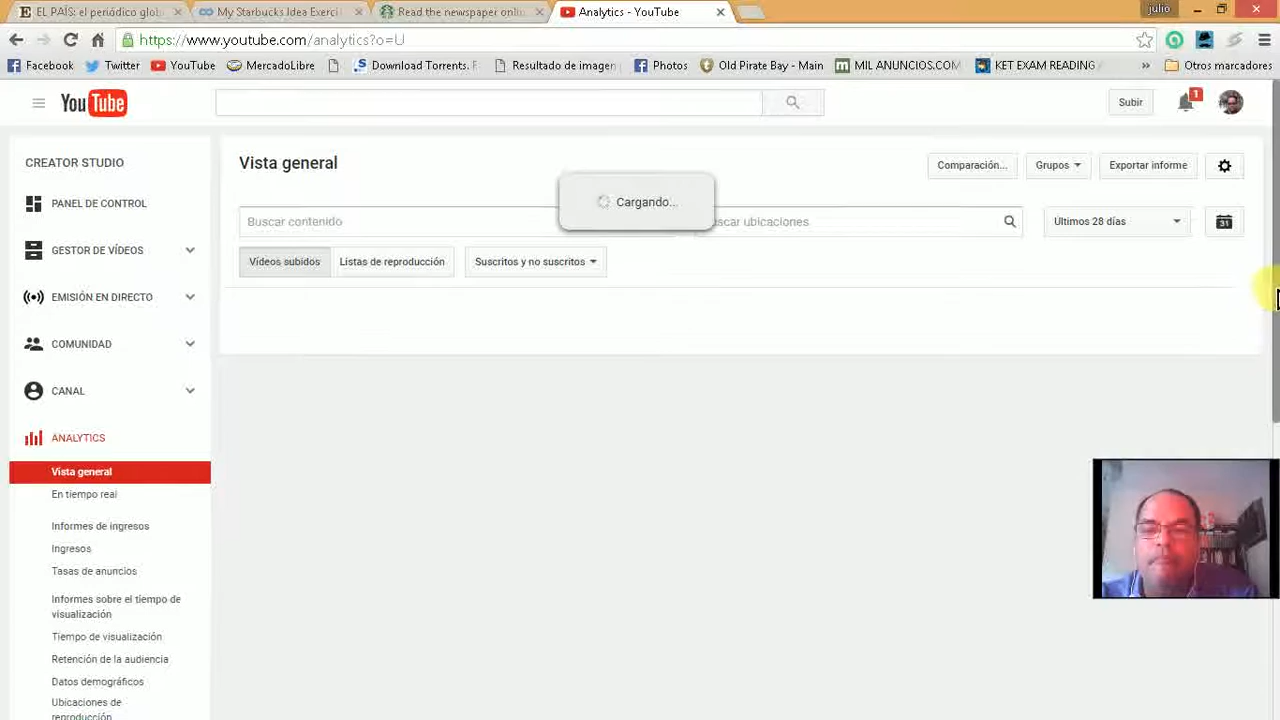 EL PAÍS: el periódico glob
My Starbucks Idea Exerci
Read the newspaper onlin
Analytics - YouTube
julio
https://www.youtube.com/analytics?o=U
Facebook
Twitter
YouTube
MercadoLibre
Download Torrents. F
Resultado de imagen
Photos
Old Pirate Bay - Main
MIL ANUNCIOS.COM
KET EXAM READING
»
Otros marcadores
YouTube
Subir
1
CREATOR STUDIO
PANEL DE CONTROL
GESTOR DE VÍDEOS
EMISIÓN EN DIRECTO
COMUNIDAD
CANAL
ANALYTICS
Vista general
En tiempo real
Informes de ingresos
Ingresos
Tasas de anuncios
Informes sobre el tiempo de
visualización
Tiempo de visualización
Retención de la audiencia
Datos demográficos
Ubicaciones de
reproducción
Vista general
Comparación...
Grupos
Exportar informe
Cargando...
Buscar contenido
scar ubicaciones
Últimos 28 días
31
Vídeos subidos
Listas de reproducción
Suscritos y no suscritos